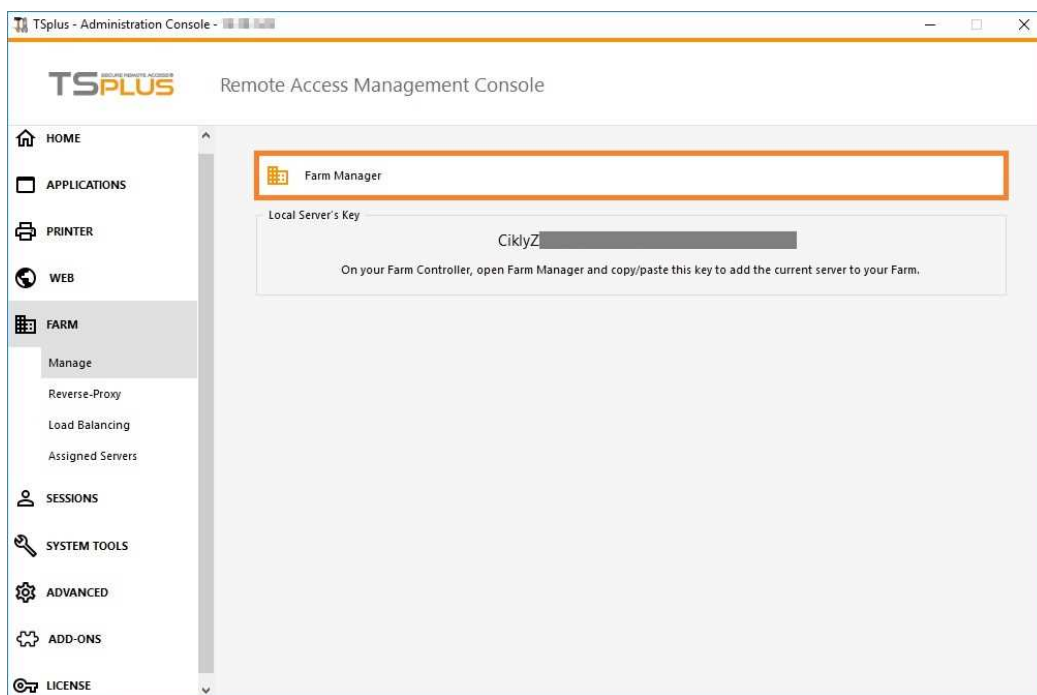 TSplus - Administration Console -
TSPLUS
SECURE REMOTE ACCESS
Remote Access Management Console
HOME
APPLICATIONS
PRINTER
WEB
FARM
Manage
Reverse-Proxy
Load Balancing
Assigned Servers
SESSIONS
SYSTEM TOOLS
ADVANCED
ADD-ONS
LICENSE
Farm Manager
Local Server's Key
CiklyZ
On your Farm Controller, open Farm Manager and copy/paste this key to add the current server to your Farm.